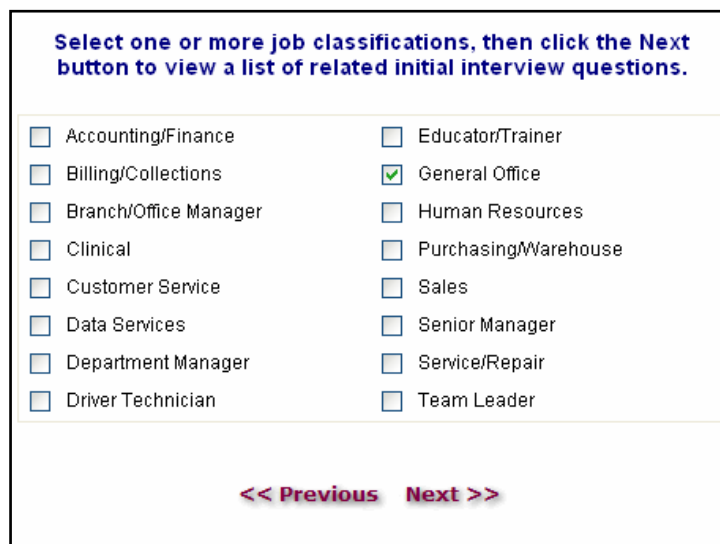 Select one or more job classifications, then click the Next
button to view a list of related initial interview questions.
Accounting/Finance
Billing/Collections
Branch/Office Manager
Clinical
Customer Service
Data Services
Department Manager
Driver Technician
Educator/Trainer
General Office
Human Resources
Purchasing/Warehouse
Sales
Senior Manager
Service/Repair
Team Leader
<< Previous Next >>